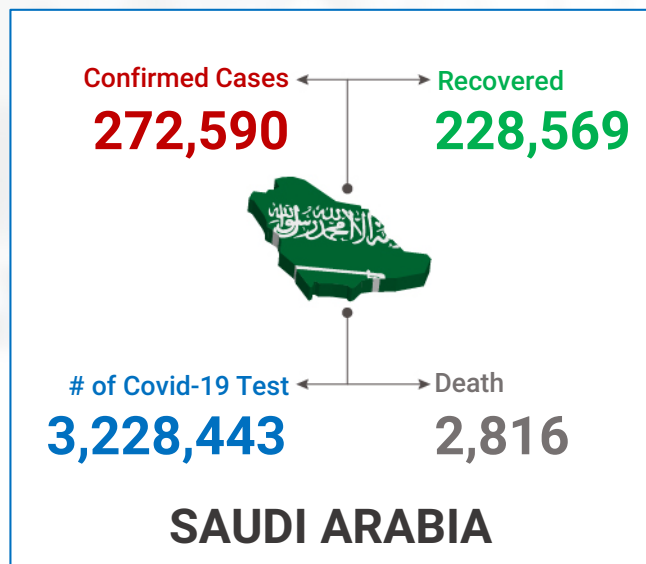 Confirmed Cases
272,590
Recovered
228,569
# of Covid-19 Test
3,228,443
Death
2,816
SAUDI ARABIA